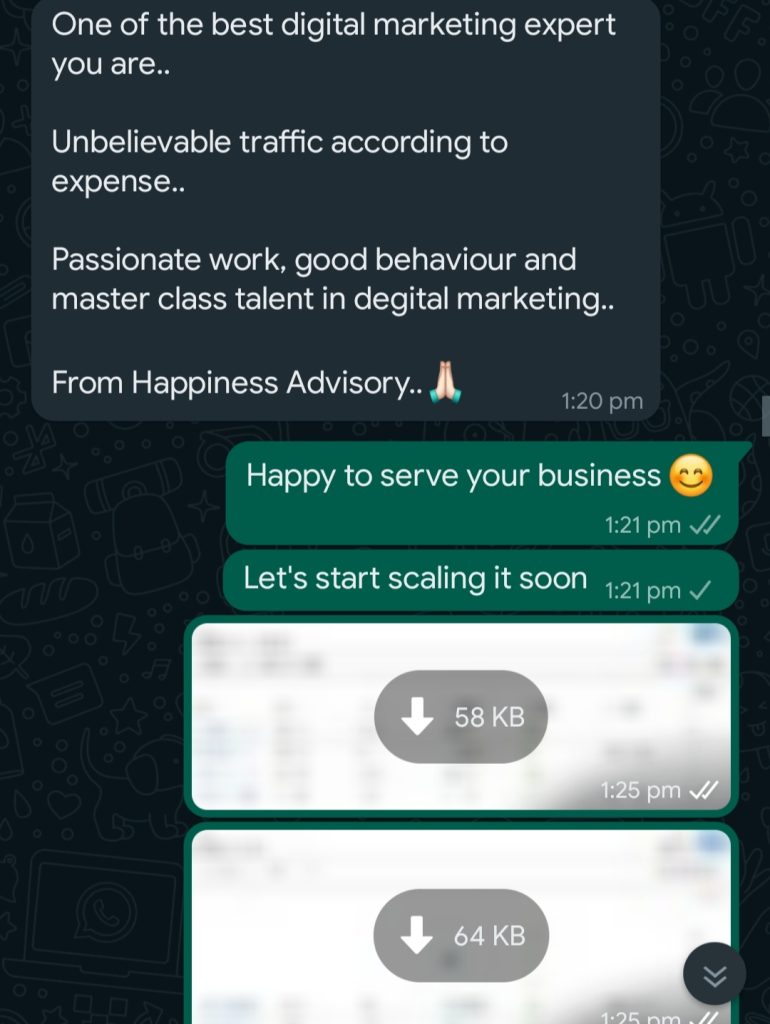 One of the best digital marketing expert
you are..
Unbelievable traffic according to
expense..
Passionate work, good behaviour and
master class talent in degital marketing..
From Happiness Advisory..🙏🏻
1:20 pm
Happy to serve your business 😊
1:21 pm
Let's start scaling it soon
1:21 pm
58 KB
1:25 pm
64 KB
1:25 pm